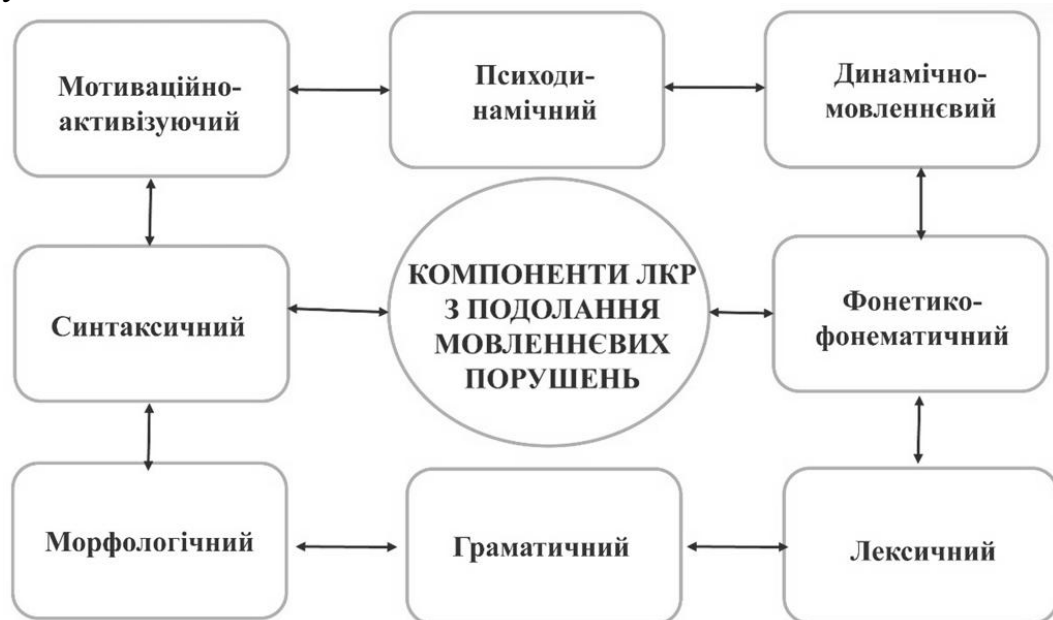 у
Мотиваційно-
активізуючий
Психоди-
намічний
Динамічно-
мовленнєвий
Синтаксичний
КОМПОНЕНТИ ЛКР
З ПОДОЛАННЯ
МОВЛЕННЄВИХ
ПОРУШЕНЬ
Фонетико-
фонематичний
Морфологічний
Граматичний
Лексичний